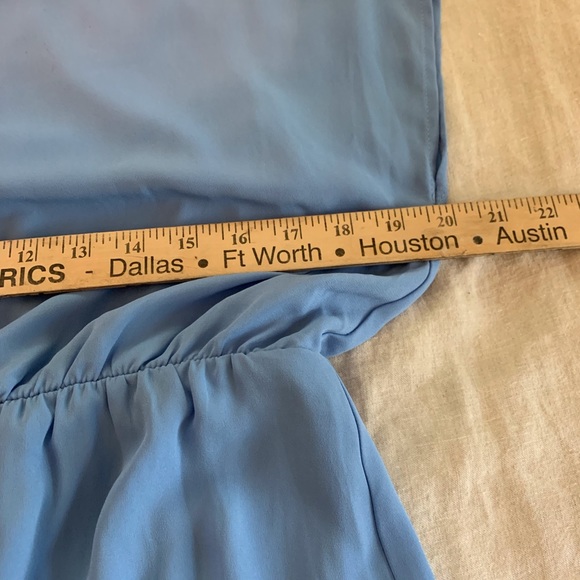 12 13 14 15 16 17 18 19 20 21 22
RICS - Dallas • Ft Worth • Houston • Austin •